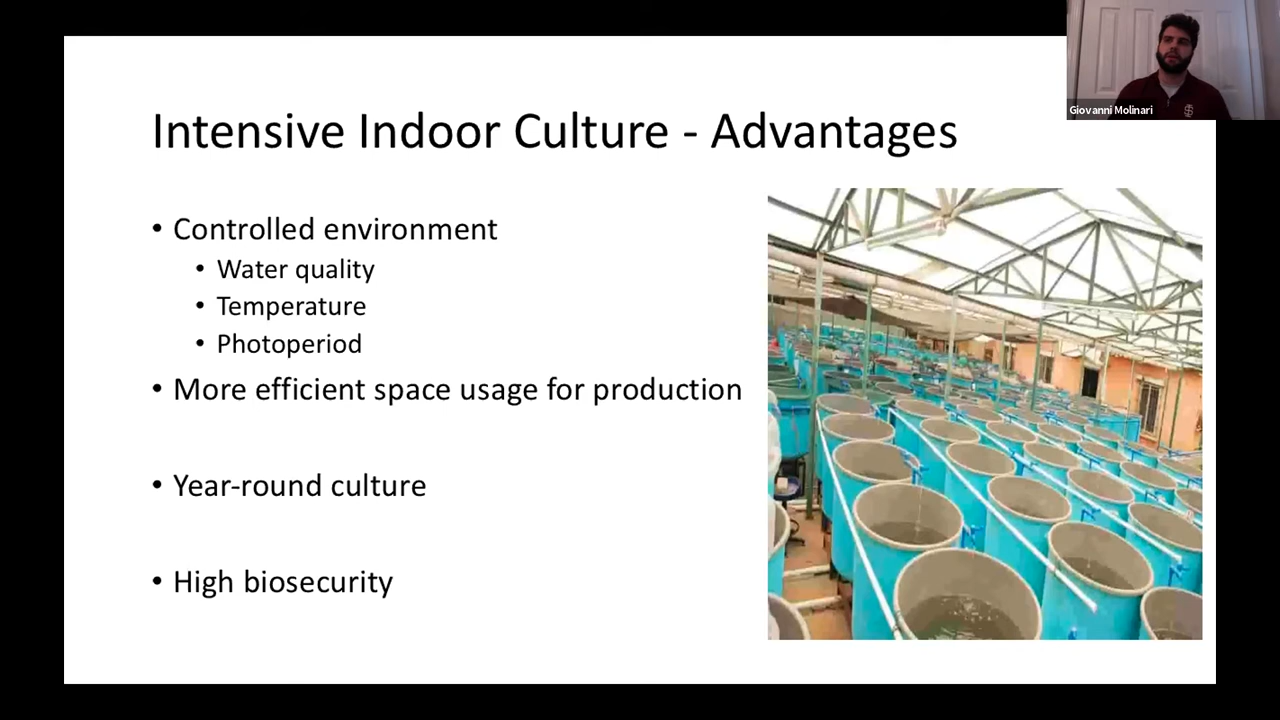 Giovanni Molinari
Intensive Indoor Culture - Advantages
• Controlled environment
• Water quality
• Temperature
• Photoperiod
• More efficient space usage for production
• Year-round culture
• High biosecurity